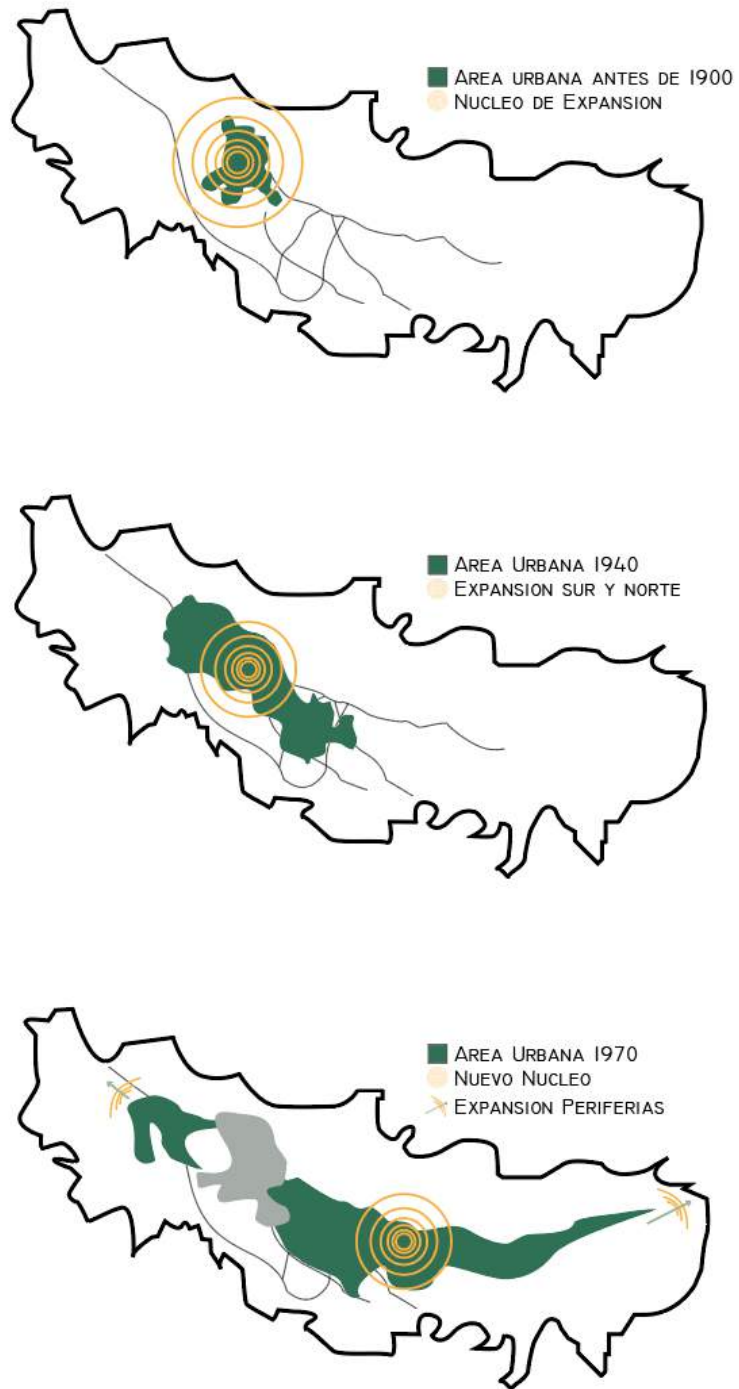 AREA URBANA ANTES DE 1900
NUCLEO DE EXPANSION
AREA URBANA 1940
EXPANSION SUR Y NORTE
AREA URBANA 1970
NUEVO NUCLEO
EXPANSION PERIFERIAS